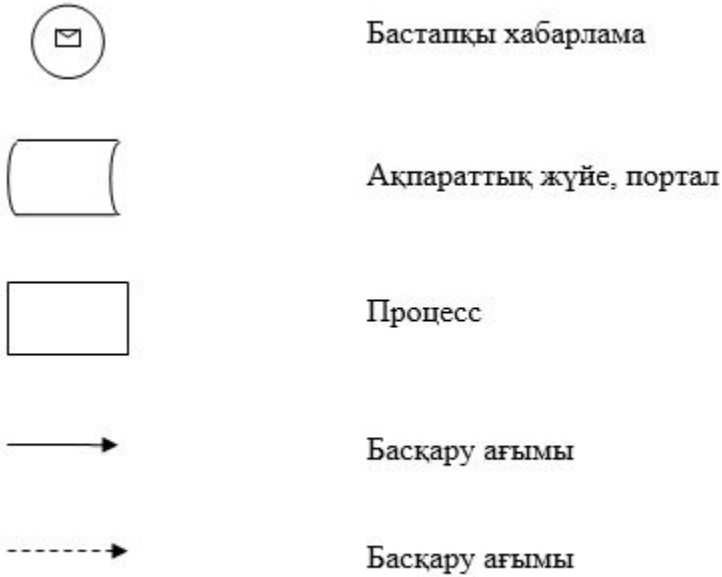 Бастапқы хабарлама
Ақпараттық жүйе, портал
Процесс
Басқару ағымы
Басқару ағымы